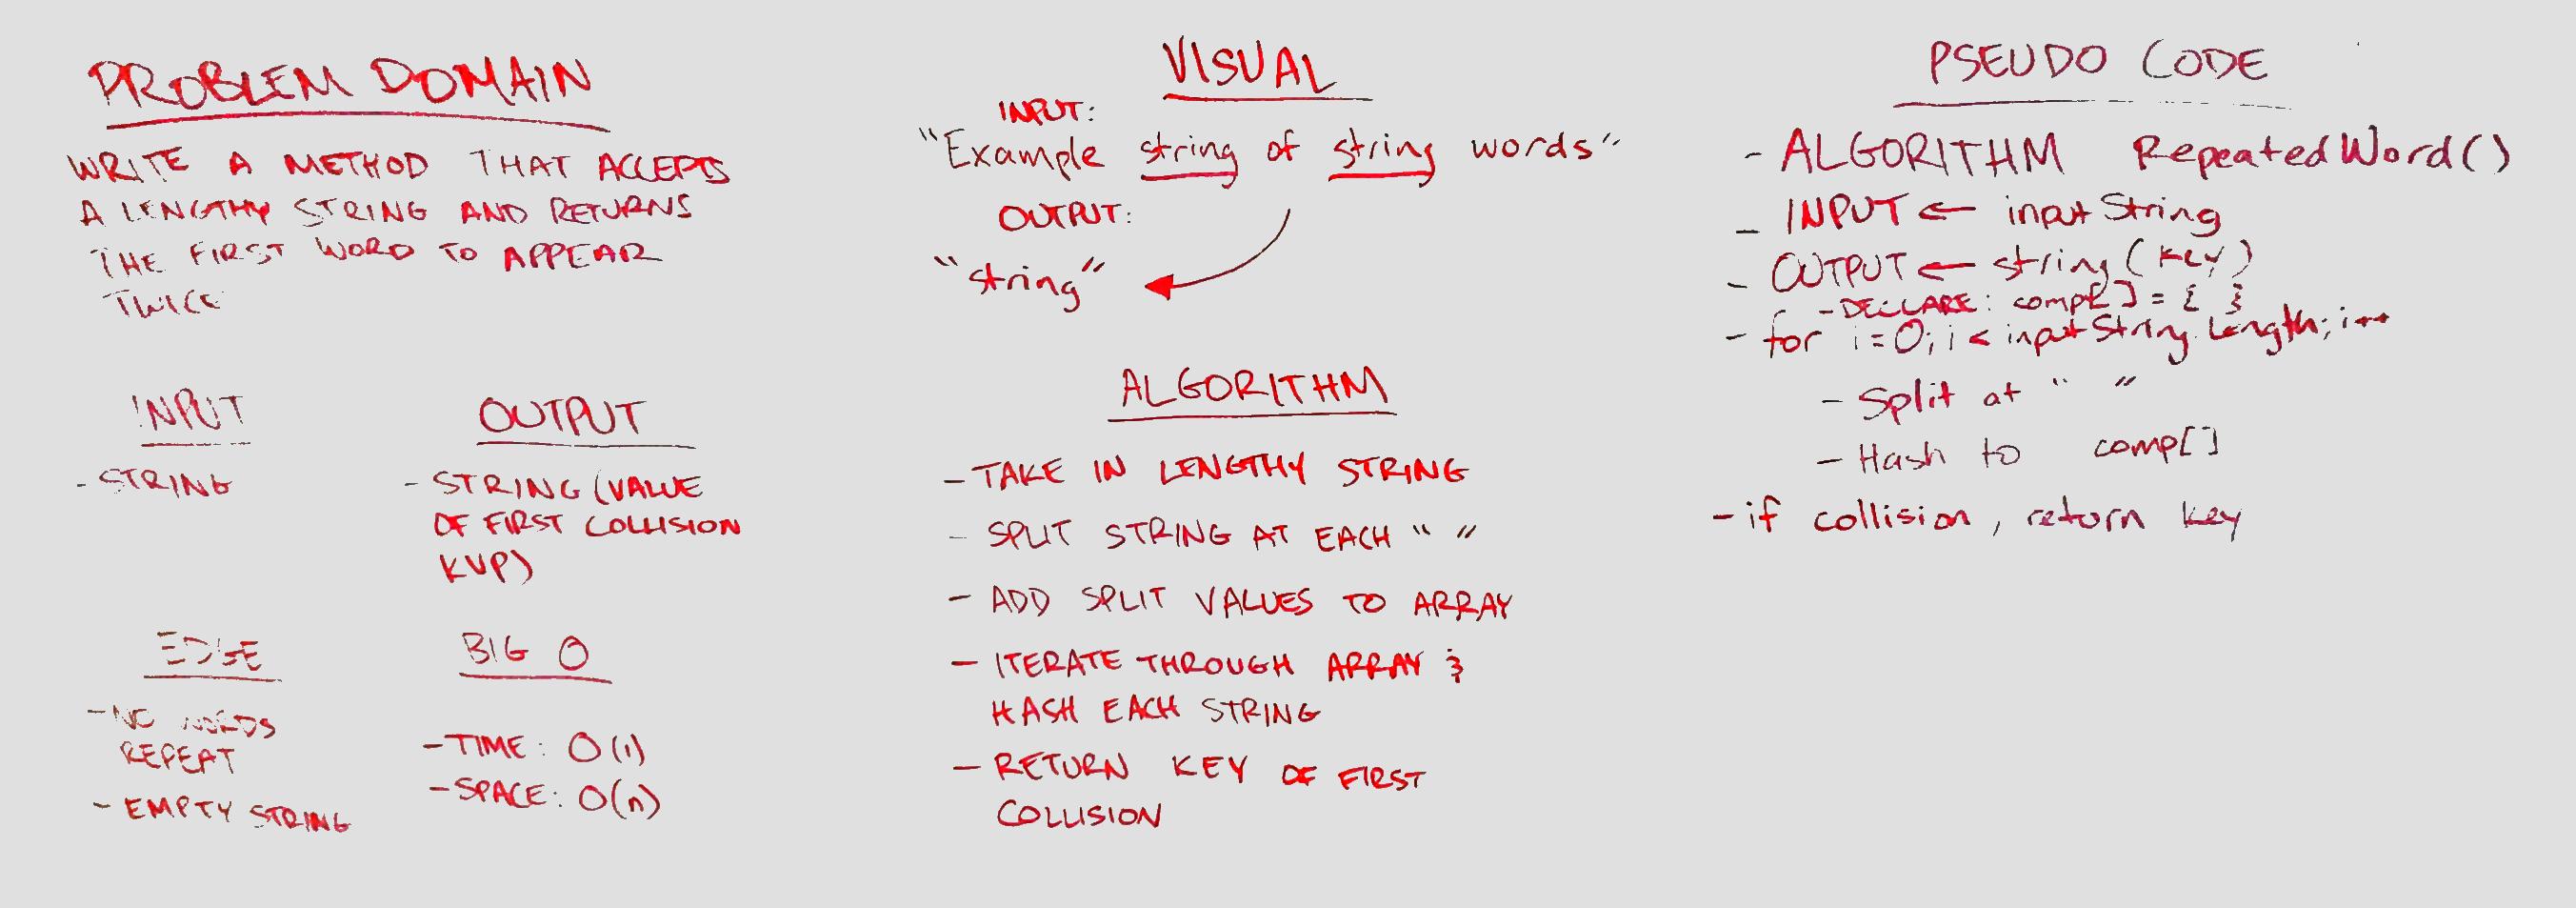 PROBLEM DOMAIN
WRITE A METHOD THAT ACCEPTS
A LENGTHY STRING AND RETURNS
THE FIRST WORD TO APPEAR
TWICE
INPUT
- STRING
OUTPUT
- STRING (VALUE
OF FIRST COLLISION
KVP)
EDGE
- NO WORDS
REPEAT
- EMPTY STRING
BIG O
- TIME: O(1)
- SPACE: O(n)
VISUAL
INPUT:
"Example string of string words"
OUTPUT:
"string"
ALGORITHM
- TAKE IN LENGTHY STRING
- SPLIT STRING AT EACH " "
- ADD SPLIT VALUES TO ARRAY
- ITERATE THROUGH ARRAY &
HASH EACH STRING
- RETURN KEY OF FIRST
COLLISION
PSEUDO CODE
- ALGORITHM RepeatedWord()
- INPUT ← inputString
- OUTPUT ← string (key)
- DECLARE: comp[] = { }
- for i=0; i < inputString.Length; i++
- Split at " "
- Hash to comp[]
- if collision, return key